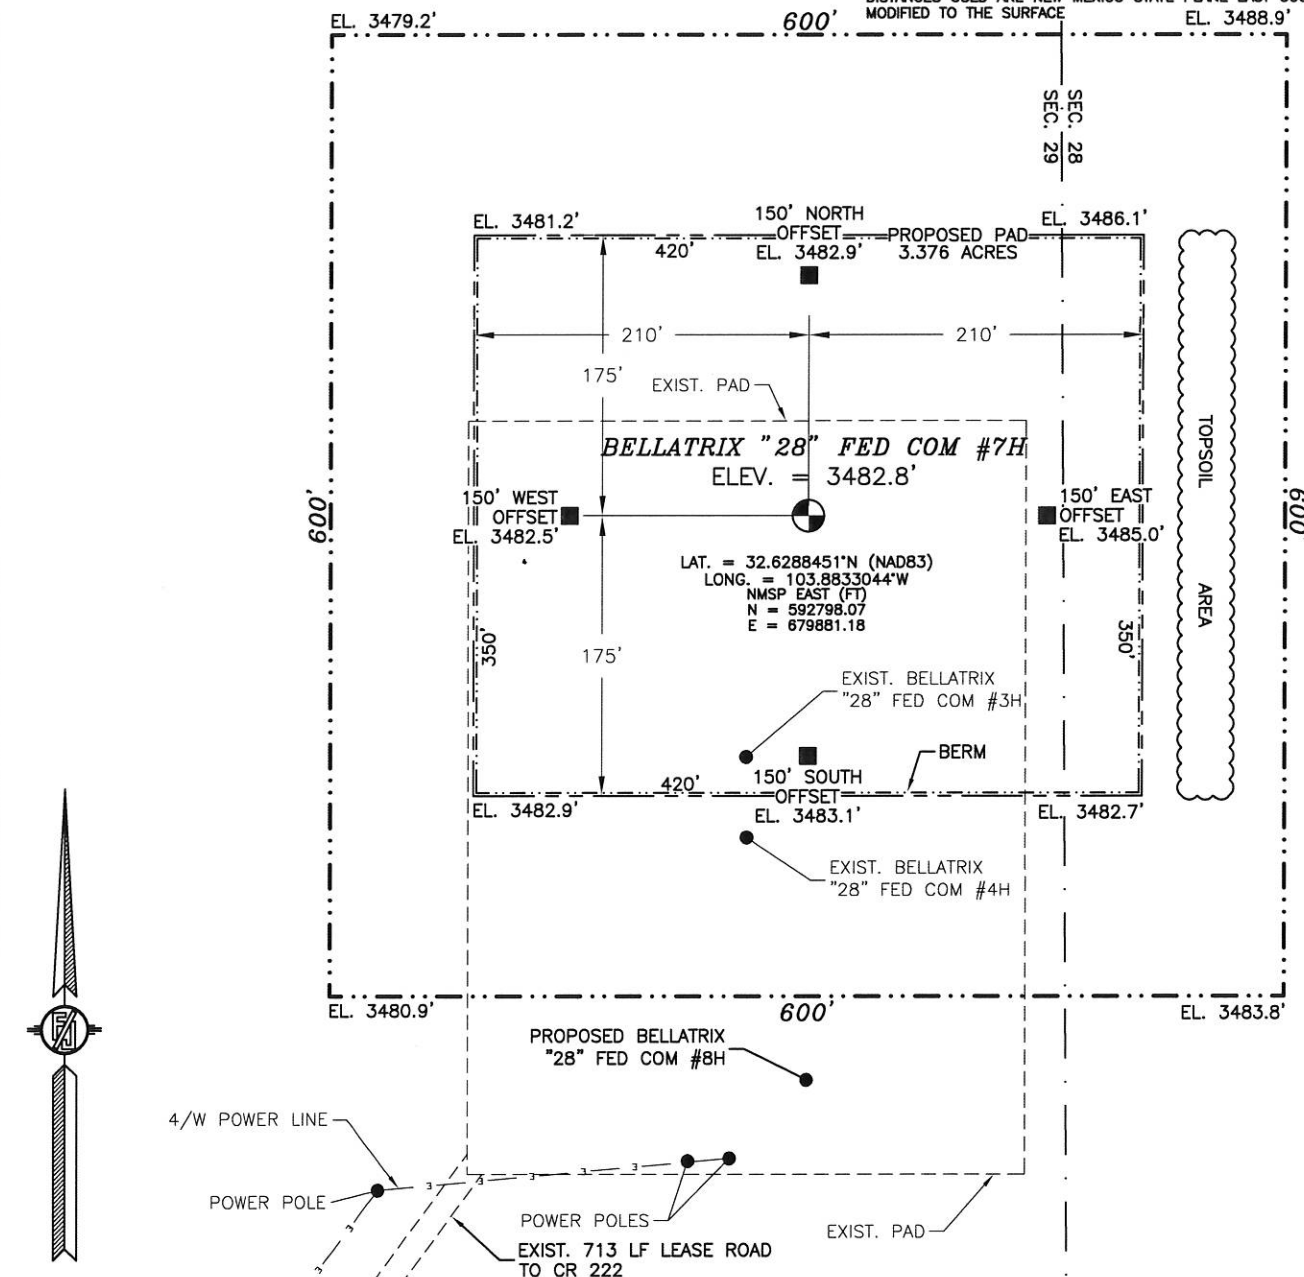 MODIFIED TO THE SURFACE
EL. 3479.2'
600'
EL. 3488.9'
SEC. 28
SEC. 29
EL. 3481.2'
150' NORTH
OFFSET
EL. 3482.9'
EL. 3486.1'
PROPOSED PAD
3.376 ACRES
420'
210'
210'
175'
EXIST. PAD
BELLATRIX "28" FED COM #7H
ELEV. = 3482.8'
TOPSOIL AREA
600'
150' WEST
OFFSET
EL. 3482.5'
150' EAST
OFFSET
EL. 3485.0'
600'
LAT. = 32.6288451°N (NAD83)
LONG. = 103.8833044°W
NMSP EAST (FT)
N = 592798.07
E = 679881.18
350'
175'
350'
EXIST. BELLATRIX
"28" FED COM #3H
BERM
420'
150' SOUTH
OFFSET
EL. 3483.1'
EL. 3482.9'
EL. 3482.7'
EXIST. BELLATRIX
"28" FED COM #4H
EL. 3480.9'
600'
EL. 3483.8'
PROPOSED BELLATRIX
"28" FED COM #8H
4/W POWER LINE
POWER POLE
POWER POLES
EXIST. PAD
EXIST. 713 LF LEASE ROAD
TO CR 222